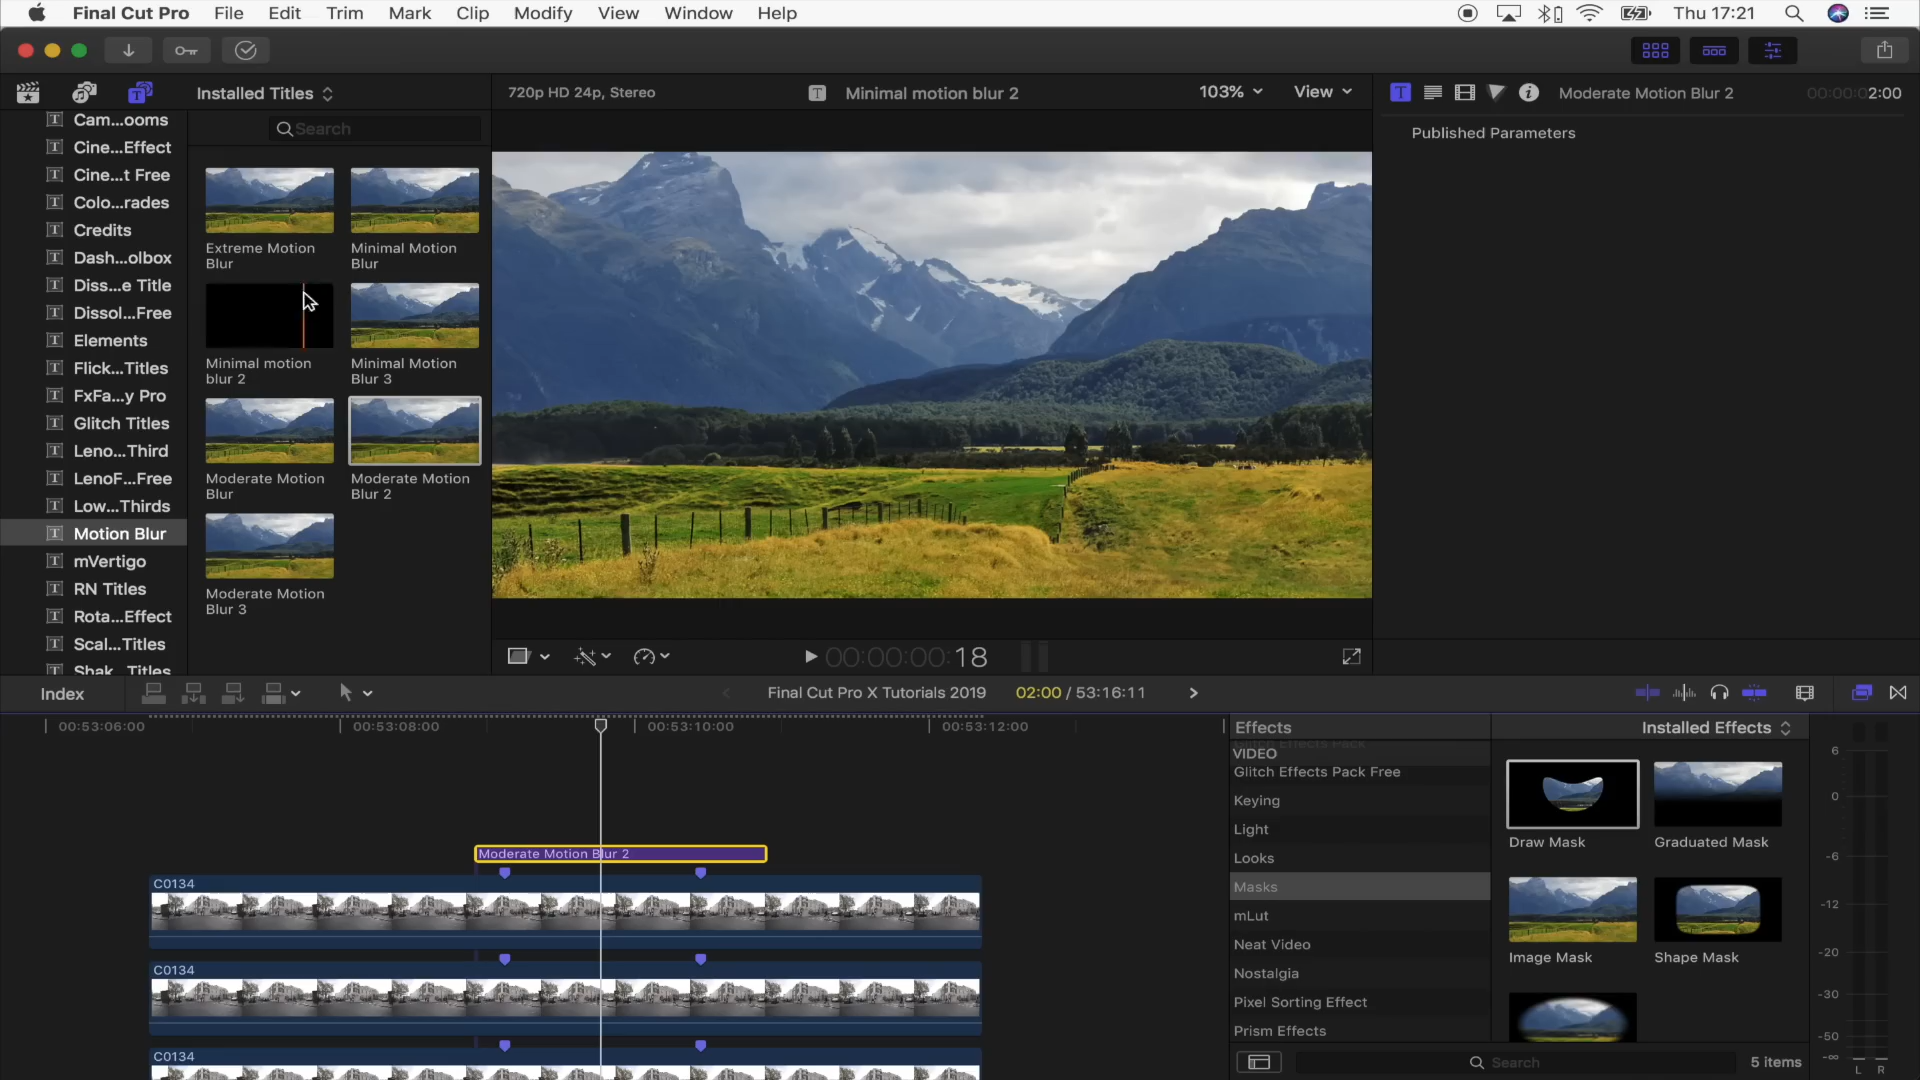 Final Cut Pro File Edit Trim Mark Clip Modify View Window Help Thu 17:21
Installed Titles
720p HD 24p, Stereo
Minimal motion blur 2
103%
View
Moderate Motion Blur 2
00:00:02:00
Published Parameters
Search
Cam...ooms
Cine...Effect
Cine...t Free
Colo...rades
Credits
Dash...olbox
Diss...e Title
Dissol...Free
Elements
Flick...Titles
FxFa...y Pro
Glitch Titles
Leno...Third
LenoF...Free
Low...Thirds
Motion Blur
mVertigo
RN Titles
Rota...Effect
Scal...Titles
Shak...Titles
Extreme Motion
Blur
Minimal Motion
Blur
Minimal motion
blur 2
Minimal Motion
Blur 3
Moderate Motion
Blur
Moderate Motion
Blur 2
Moderate Motion
Blur 3
00:00:00:18
Index
Final Cut Pro X Tutorials 2019
02:00 / 53:16:11
00:53:06:00
00:53:08:00
00:53:10:00
00:53:12:00
Moderate Motion Blur 2
C0134
C0134
C0134
Effects
Installed Effects
Glitch Effects Pack
VIDEO
Glitch Effects Pack Free
Keying
Light
Looks
Masks
mLut
Neat Video
Nostalgia
Pixel Sorting Effect
Prism Effects
Draw Mask
Graduated Mask
Image Mask
Shape Mask
Search
5 items
6
0
-6
-12
-20
-30
-50
-∞
L R